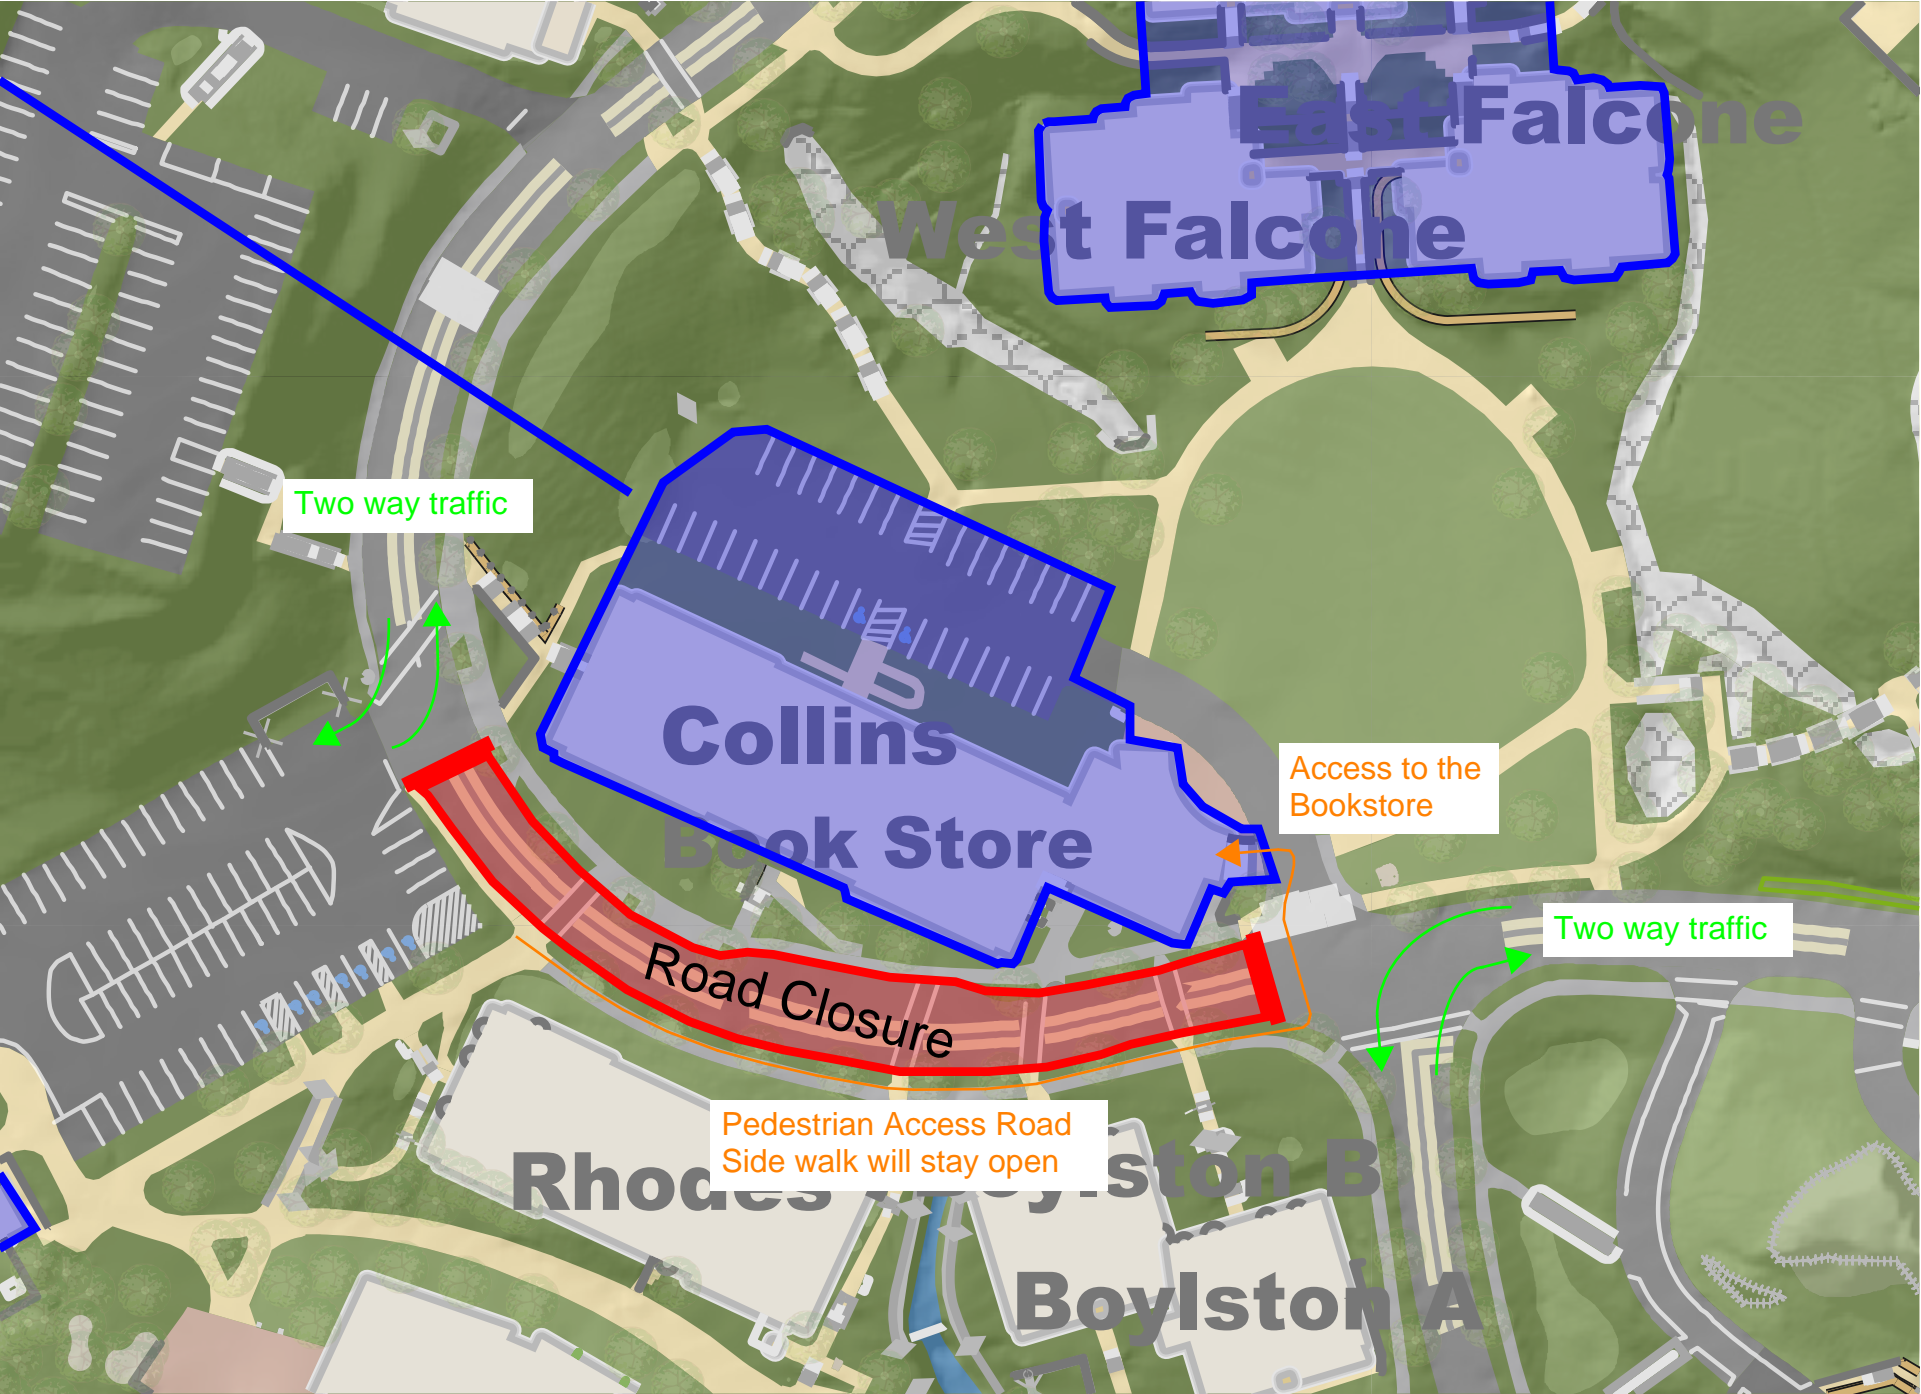 East Falcone
West Falcone
Two way traffic
Collins
Book Store
Access to the
Bookstore
Two way traffic
Road Closure
Pedestrian Access Road
Side walk will stay open
Rhodes
Boylston B
Boylston A